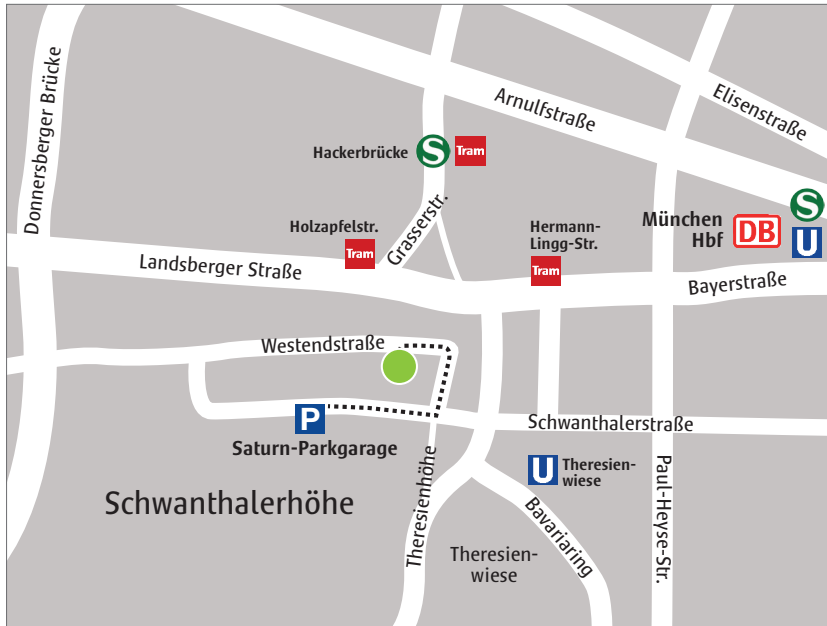 Donnersberger Brücke
Arnulfstraße
Elisenstraße
Hackerbrücke
S
Tram
Grasserstr.
Holzapfelstr.
Tram
Hermann-
Lingg-Str.
Tram
München
Hbf
DB
S
U
Landsberger Straße
Bayerstraße
Westendstraße
P
Saturn-Parkgarage
Schwanthalerstraße
Theresienhöhe
U
Theresien-
wiese
Schwanthalerhöhe
Bavariaring
Paul-Heyse-Str.
Theresien-
wiese